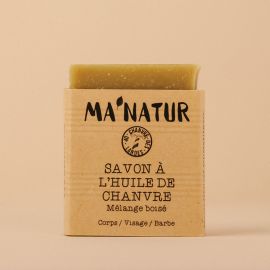 MA'NATUR
SAVON À
L'HUILE DE
CHANVRE
Mélange boisé
Corps / Visage / Barbe